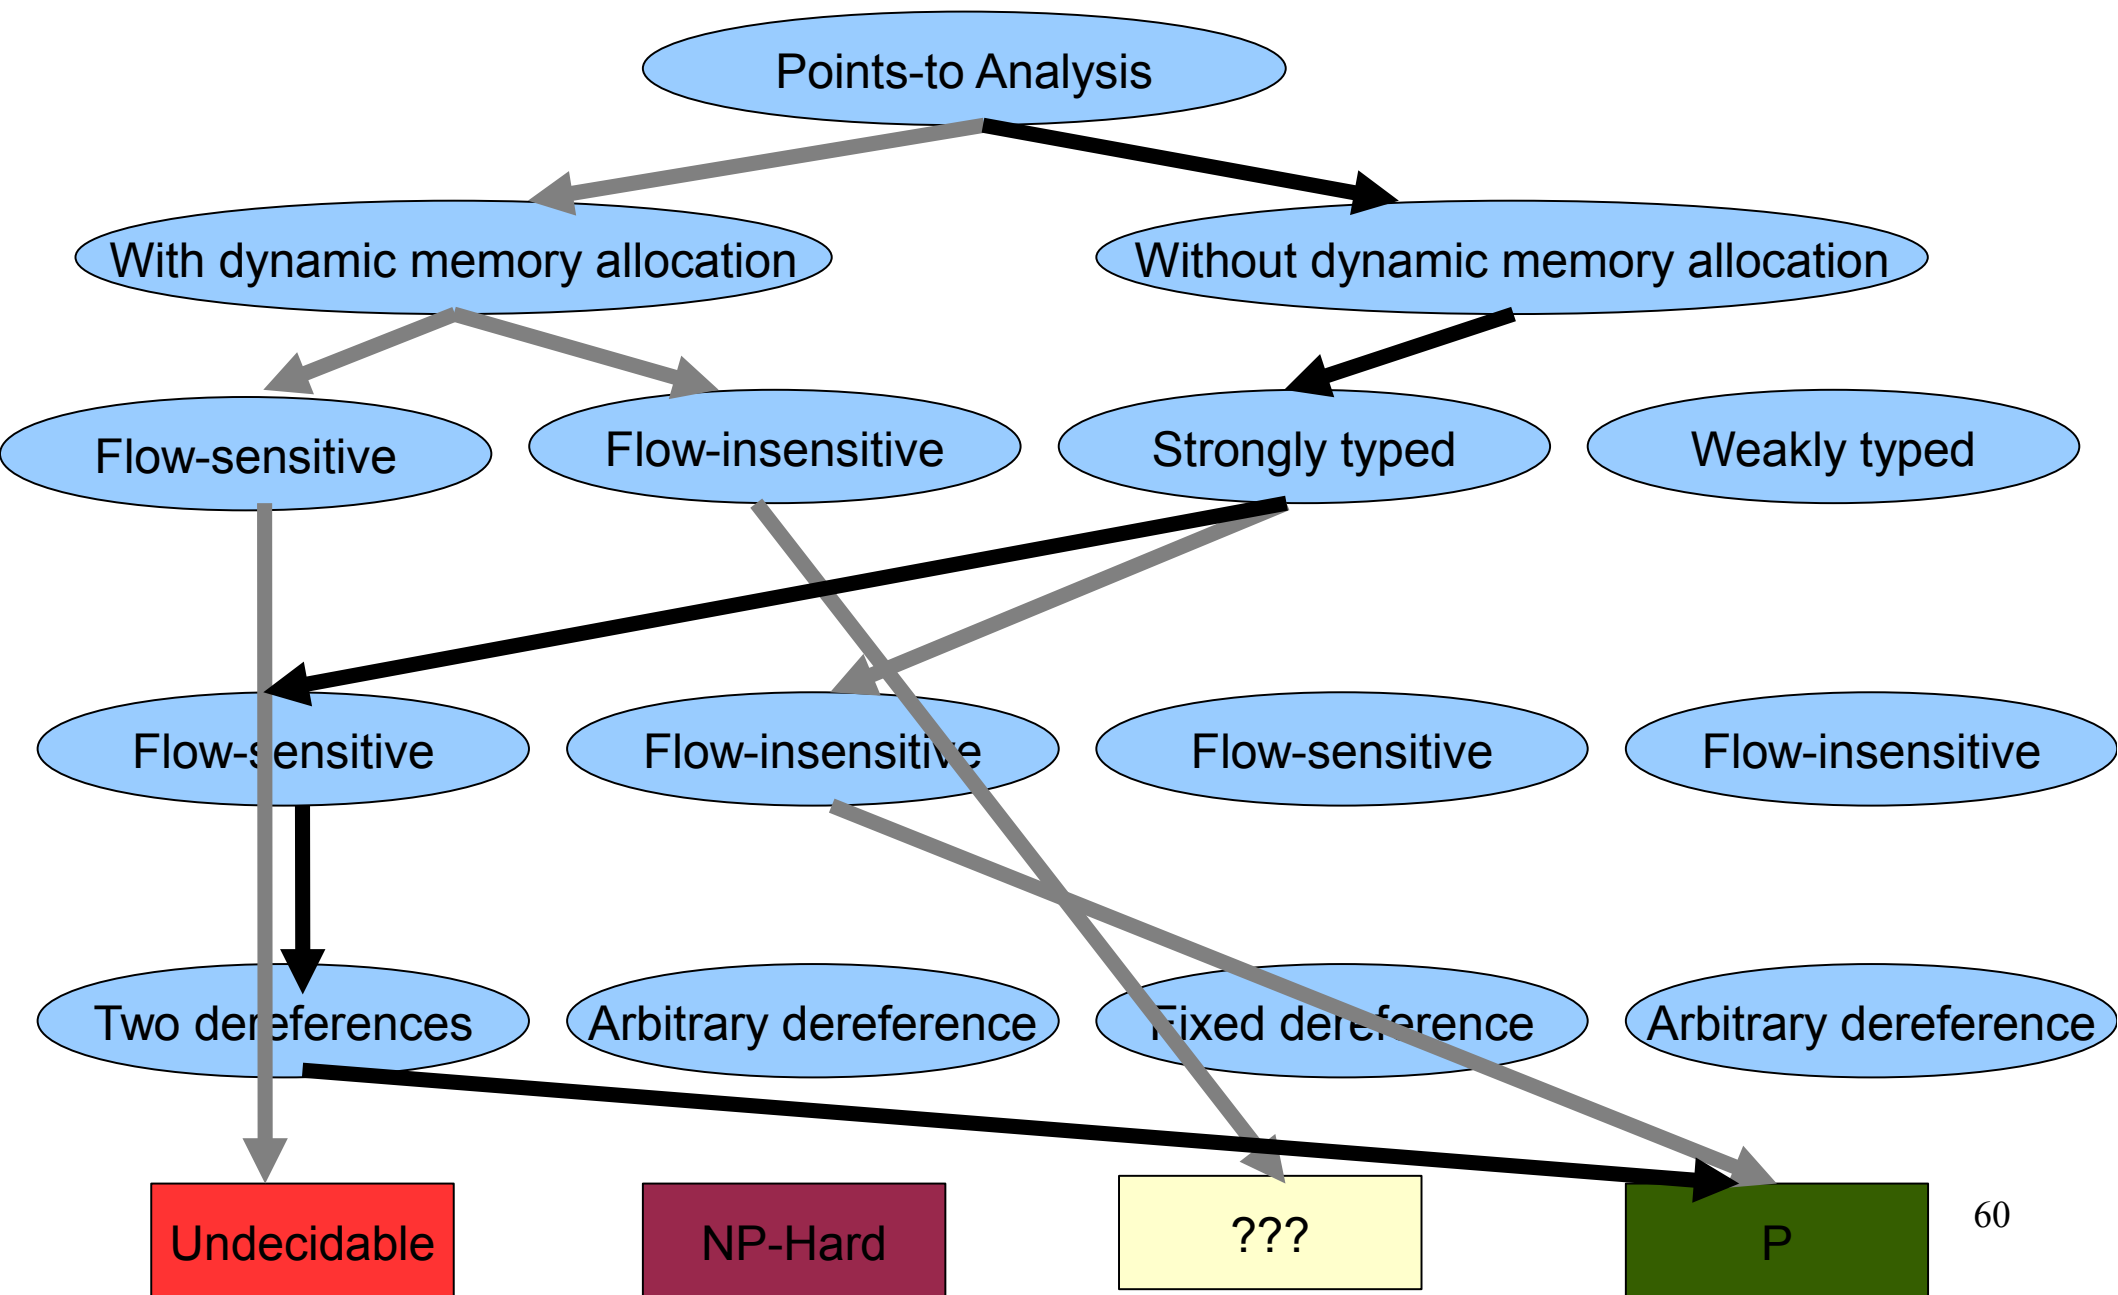 Points-to Analysis
With dynamic memory allocation
Without dynamic memory allocation
Flow-sensitive
Flow-insensitive
Strongly typed
Weakly typed
Flow-sensitive
Flow-insensitive
Flow-sensitive
Flow-insensitive
Two dereferences
Arbitrary dereference
Fixed dereference
Arbitrary dereference
Undecidable
NP-Hard
???
P
60